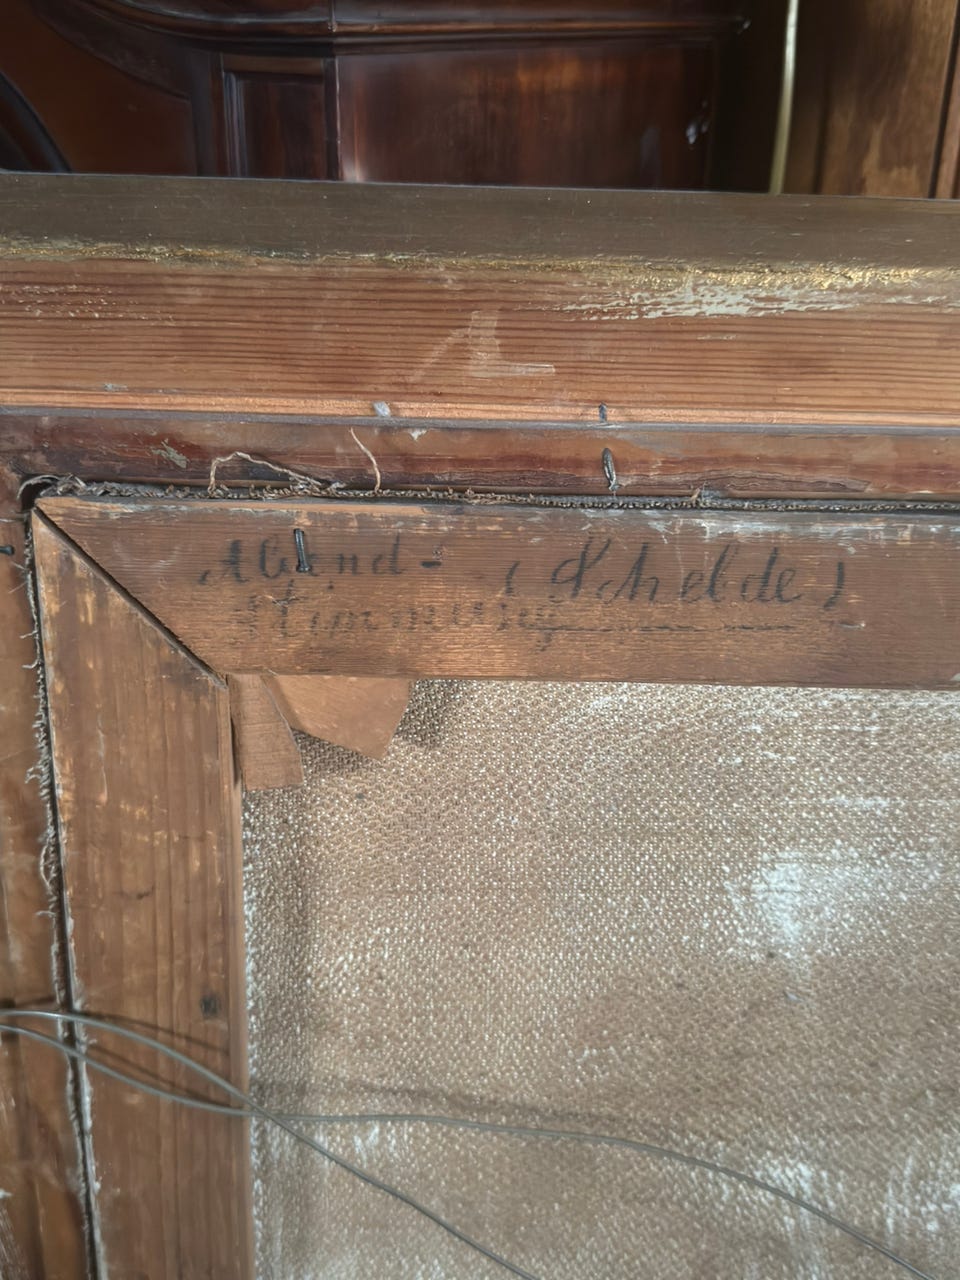 Abend- (Schelde)
Stimmung